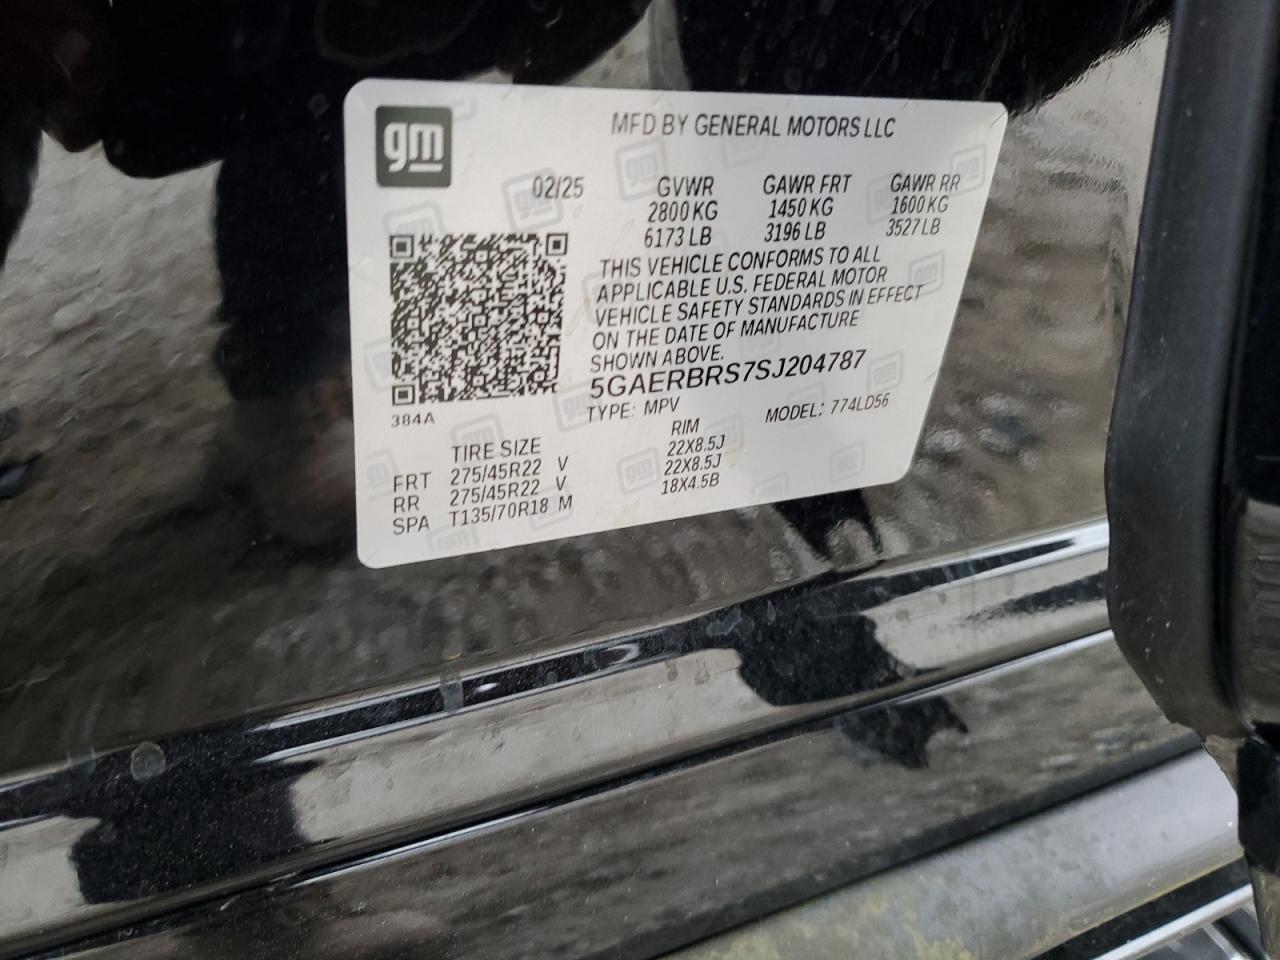 gm
MFD BY GENERAL MOTORS LLC
02/25 GVWR GAWR FRT GAWR RR
2800 KG 1450 KG 1600 KG
6173 LB 3196 LB 3527 LB
THIS VEHICLE CONFORMS TO ALL
APPLICABLE U.S. FEDERAL MOTOR
VEHICLE SAFETY STANDARDS IN EFFECT
ON THE DATE OF MANUFACTURE
SHOWN ABOVE.
5GAERBRS7SJ204787
384A
TYPE: MPV MODEL: 774LD56
TIRE SIZE RIM
FRT 275/45R22 V 22X8.5J
RR 275/45R22 V 22X8.5J
SPA T135/70R18 M 18X4.5B